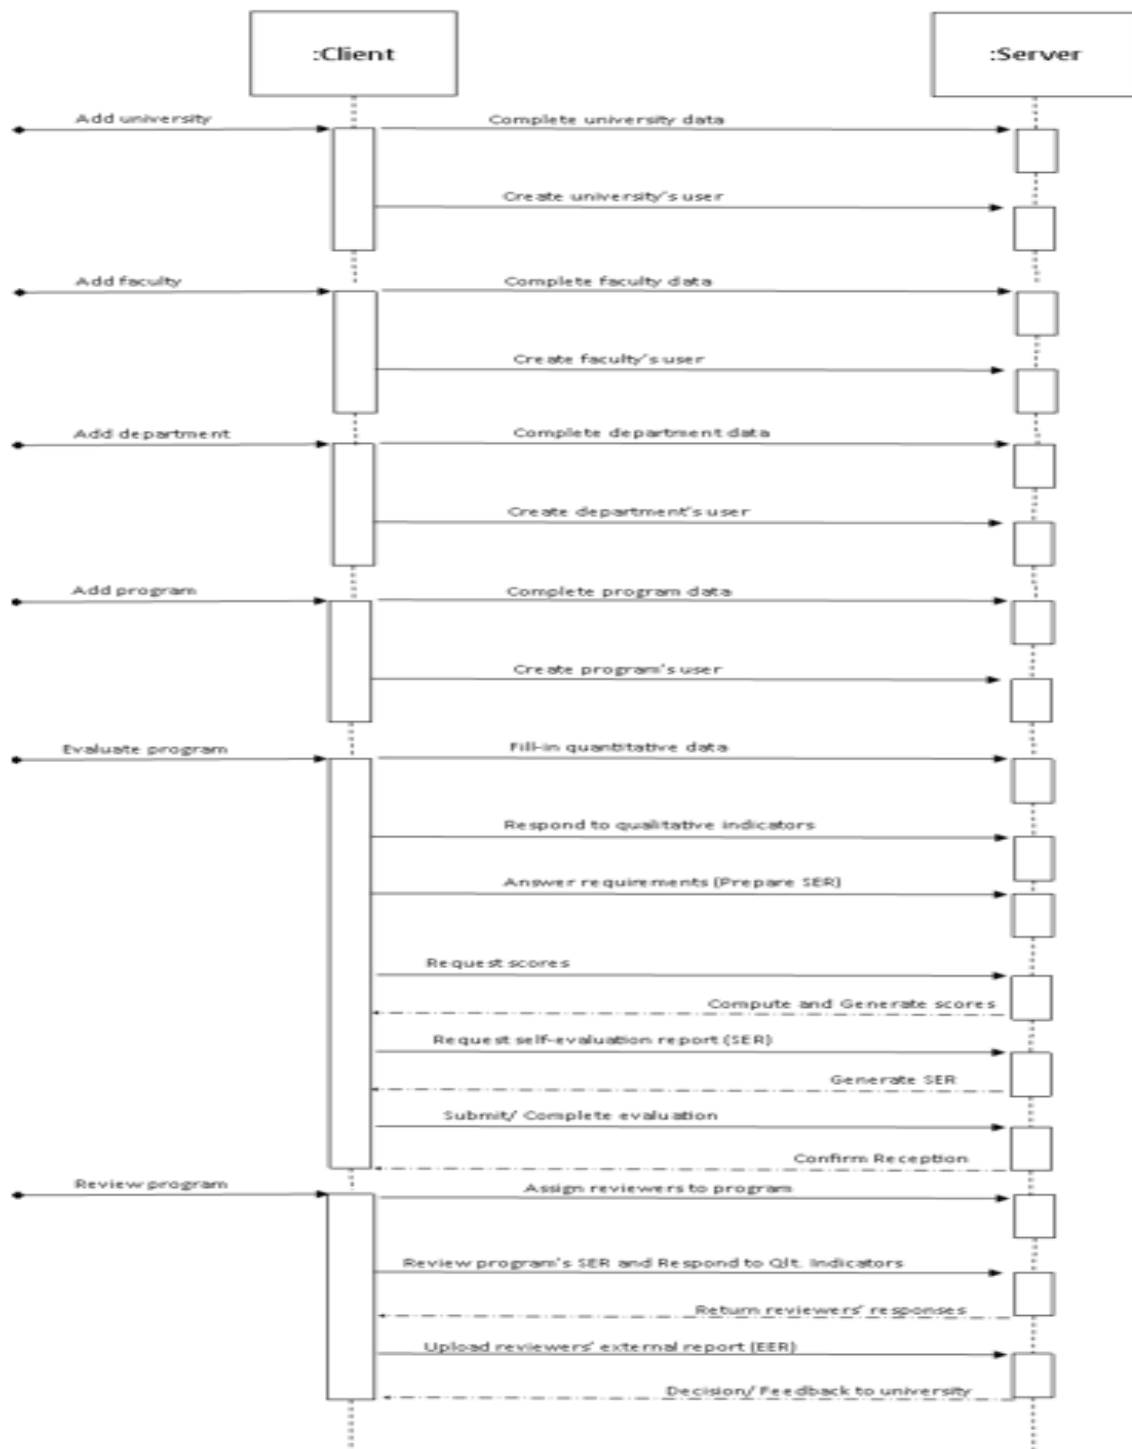 :Client
:Server
Add university
Complete university data
Create university's user
Add faculty
Complete faculty data
Create faculty's user
Add department
Complete department data
Create department's user
Add program
Complete program data
Create program's user
Evaluate program
Fill-in quantitative data
Respond to qualitative indicators
Answer requirements (Prepare SER)
Request scores
Compute and Generate scores
Request self-evaluation report (SER)
Generate SER
Submit/ Complete evaluation
Confirm Reception
Review program
Assign reviewers to program
Review program's SER and Respond to Qlt. Indicators
Return reviewers' responses
Upload reviewers' external report (EER)
Decision/ Feedback to university